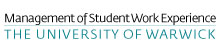 Management of Student Work Experience
THE UNIVERSITY OF WARWICK